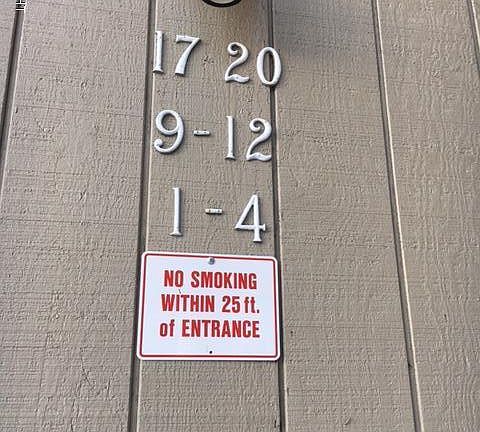 17 20
9-12
1-4
NO SMOKING
WITHIN 25 ft.
of ENTRANCE